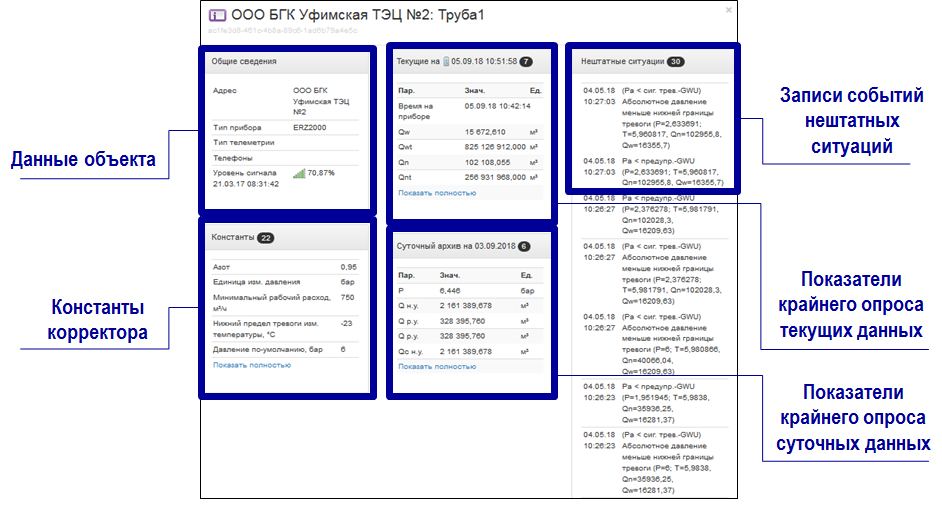 ООО БГК Уфимская ТЭЦ №2: Труба1
×
Данные объекта
Константы
корректора
Общие сведения
Адрес ООО БГК
Уфимская ТЭЦ
№2
Тип прибора ERZ2000
Тип телеметрии
Телефоны
Уровень сигнала 70,87%
21.03.17 08:31:42
Константы 22
Азот 0,95
Единица изм. давления бар
Минимальный рабочий расход, 750
м³/ч
Нижний предел тревоги изм. -23
температуры, °C
Давление по-умолчанию, бар 6
Показать полностью
Текущие на 05.09.18 10:51:58 7
Пар. Знач. Ед.
Время на 05.09.18 10:42:14
приборе
Qw 15 672,610 м³
Qwt 825 126 912,000 м³
Qn 102 108,055 м³
Qnt 256 931 968,000 м³
Показать полностью
Суточный архив на 03.09.2018 6
Пар. Знач. Ед.
P 6,446 бар
Q н.у. 2 161 389,678 м³
Q р.у. 328 395,760 м³
Q р.у. 328 395,760 м³
Qc н.у. 2 161 389,678 м³
Показать полностью
Нештатные ситуации 30
04.05.18 (Pa < сиг. трев.-GWU)
10:27:03 Абсолютное давление
меньше нижней границы
тревоги (P=2,633691;
T=5,960817, Qn=102955,8,
Qw=16355,7)
04.05.18 Pa < предупр.-GWU
10:27:03 (P=2,633691; T=5,960817,
Qn=102955,8, Qw=16355,7)
04.05.18 Pa < предупр.-GWU
10:26:27 (P=2,376278; T=5,981791,
Qn=102028,3,
Qw=16209,63)
04.05.18 (Pa < сиг. трев.-GWU)
10:26:27 Абсолютное давление
меньше нижней границы
тревоги (P=2,376278;
T=5,981791, Qn=102028,3,
Qw=16209,63)
04.05.18 (Pa < сиг. трев.-GWU)
10:26:27 Абсолютное давление
меньше нижней границы
тревоги (P=6; T=5,980866,
Qn=40066,04,
Qw=16209,63)
04.05.18 Pa < предупр.-GWU
10:26:23 (P=1,951945; T=5,9838,
Qn=35936,25,
Qw=16281,37)
04.05.18 (Pa < сиг. трев.-GWU)
10:26:23 Абсолютное давление
меньше нижней границы
тревоги (P=6; T=5,9838,
Qn=35936,25,
Qw=16281,37)
Записи событий
нештатных
ситуаций
Показатели
крайнего опроса
текущих данных
Показатели
крайнего опроса
суточных данных